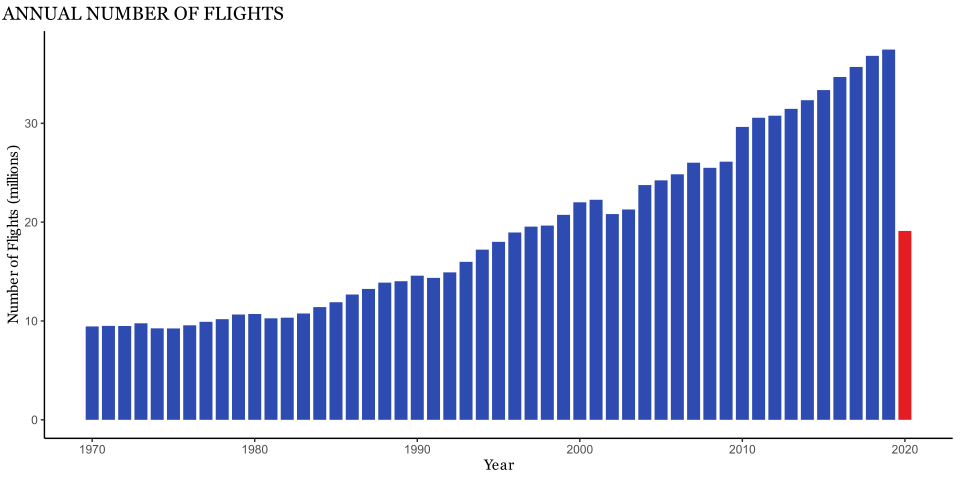 ANNUAL NUMBER OF FLIGHTS
Number of Flights (millions)
30
20
10
0
1970 1980 1990 2000 2010 2020
Year